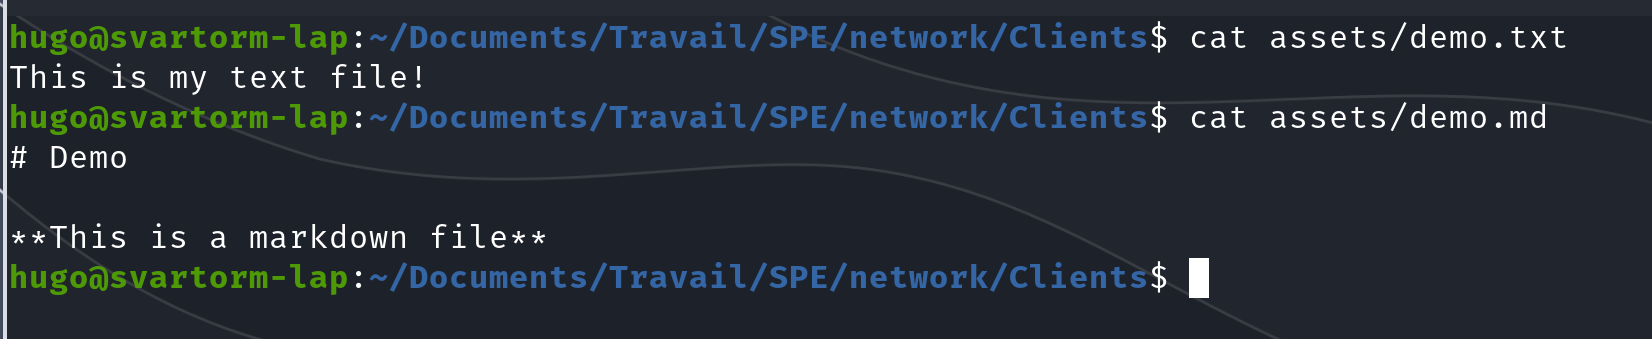 hugo@svartorm-lap:~/Documents/Travail/SPE/network/Clients$ cat assets/demo.txt
This is my text file!
hugo@svartorm-lap:~/Documents/Travail/SPE/network/Clients$ cat assets/demo.md
# Demo

**This is a markdown file**
hugo@svartorm-lap:~/Documents/Travail/SPE/network/Clients$